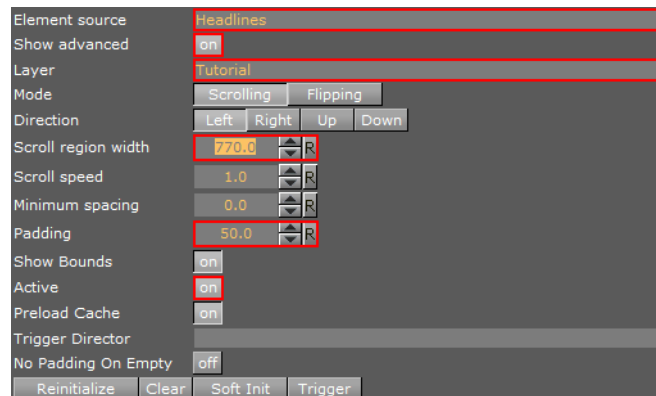 Element source Headlines
Show advanced on
Layer Tutorial
Mode Scrolling Flipping
Direction Left Right Up Down
Scroll region width 770.0 R
Scroll speed 1.0 R
Minimum spacing 0.0 R
Padding 50.0 R
Show Bounds on
Active on
Preload Cache on
Trigger Director
No Padding On Empty off
Reinitialize Clear Soft Init Trigger